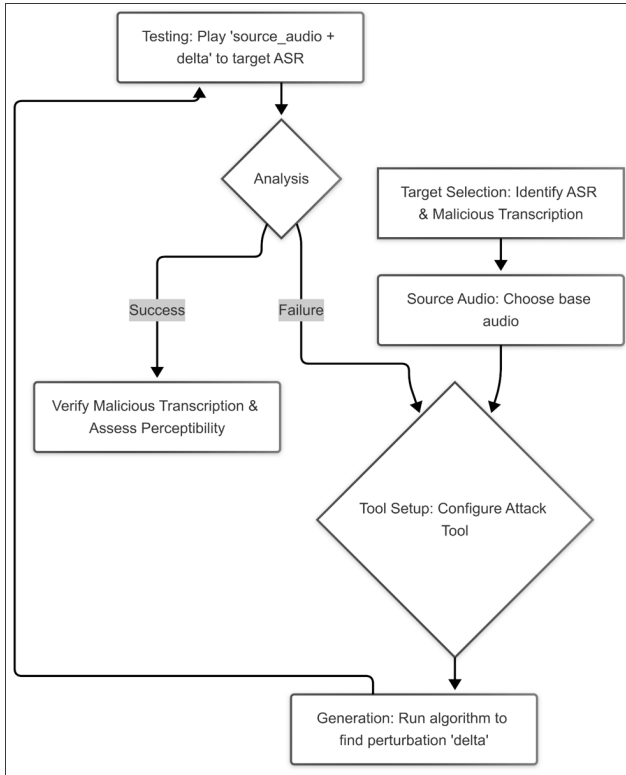 Testing: Play 'source_audio +
delta' to target ASR
Analysis
Target Selection: Identify ASR
& Malicious Transcription
Source Audio: Choose base
audio
Success
Failure
Verify Malicious Transcription &
Assess Perceptibility
Tool Setup: Configure Attack
Tool
Generation: Run algorithm to
find perturbation 'delta'